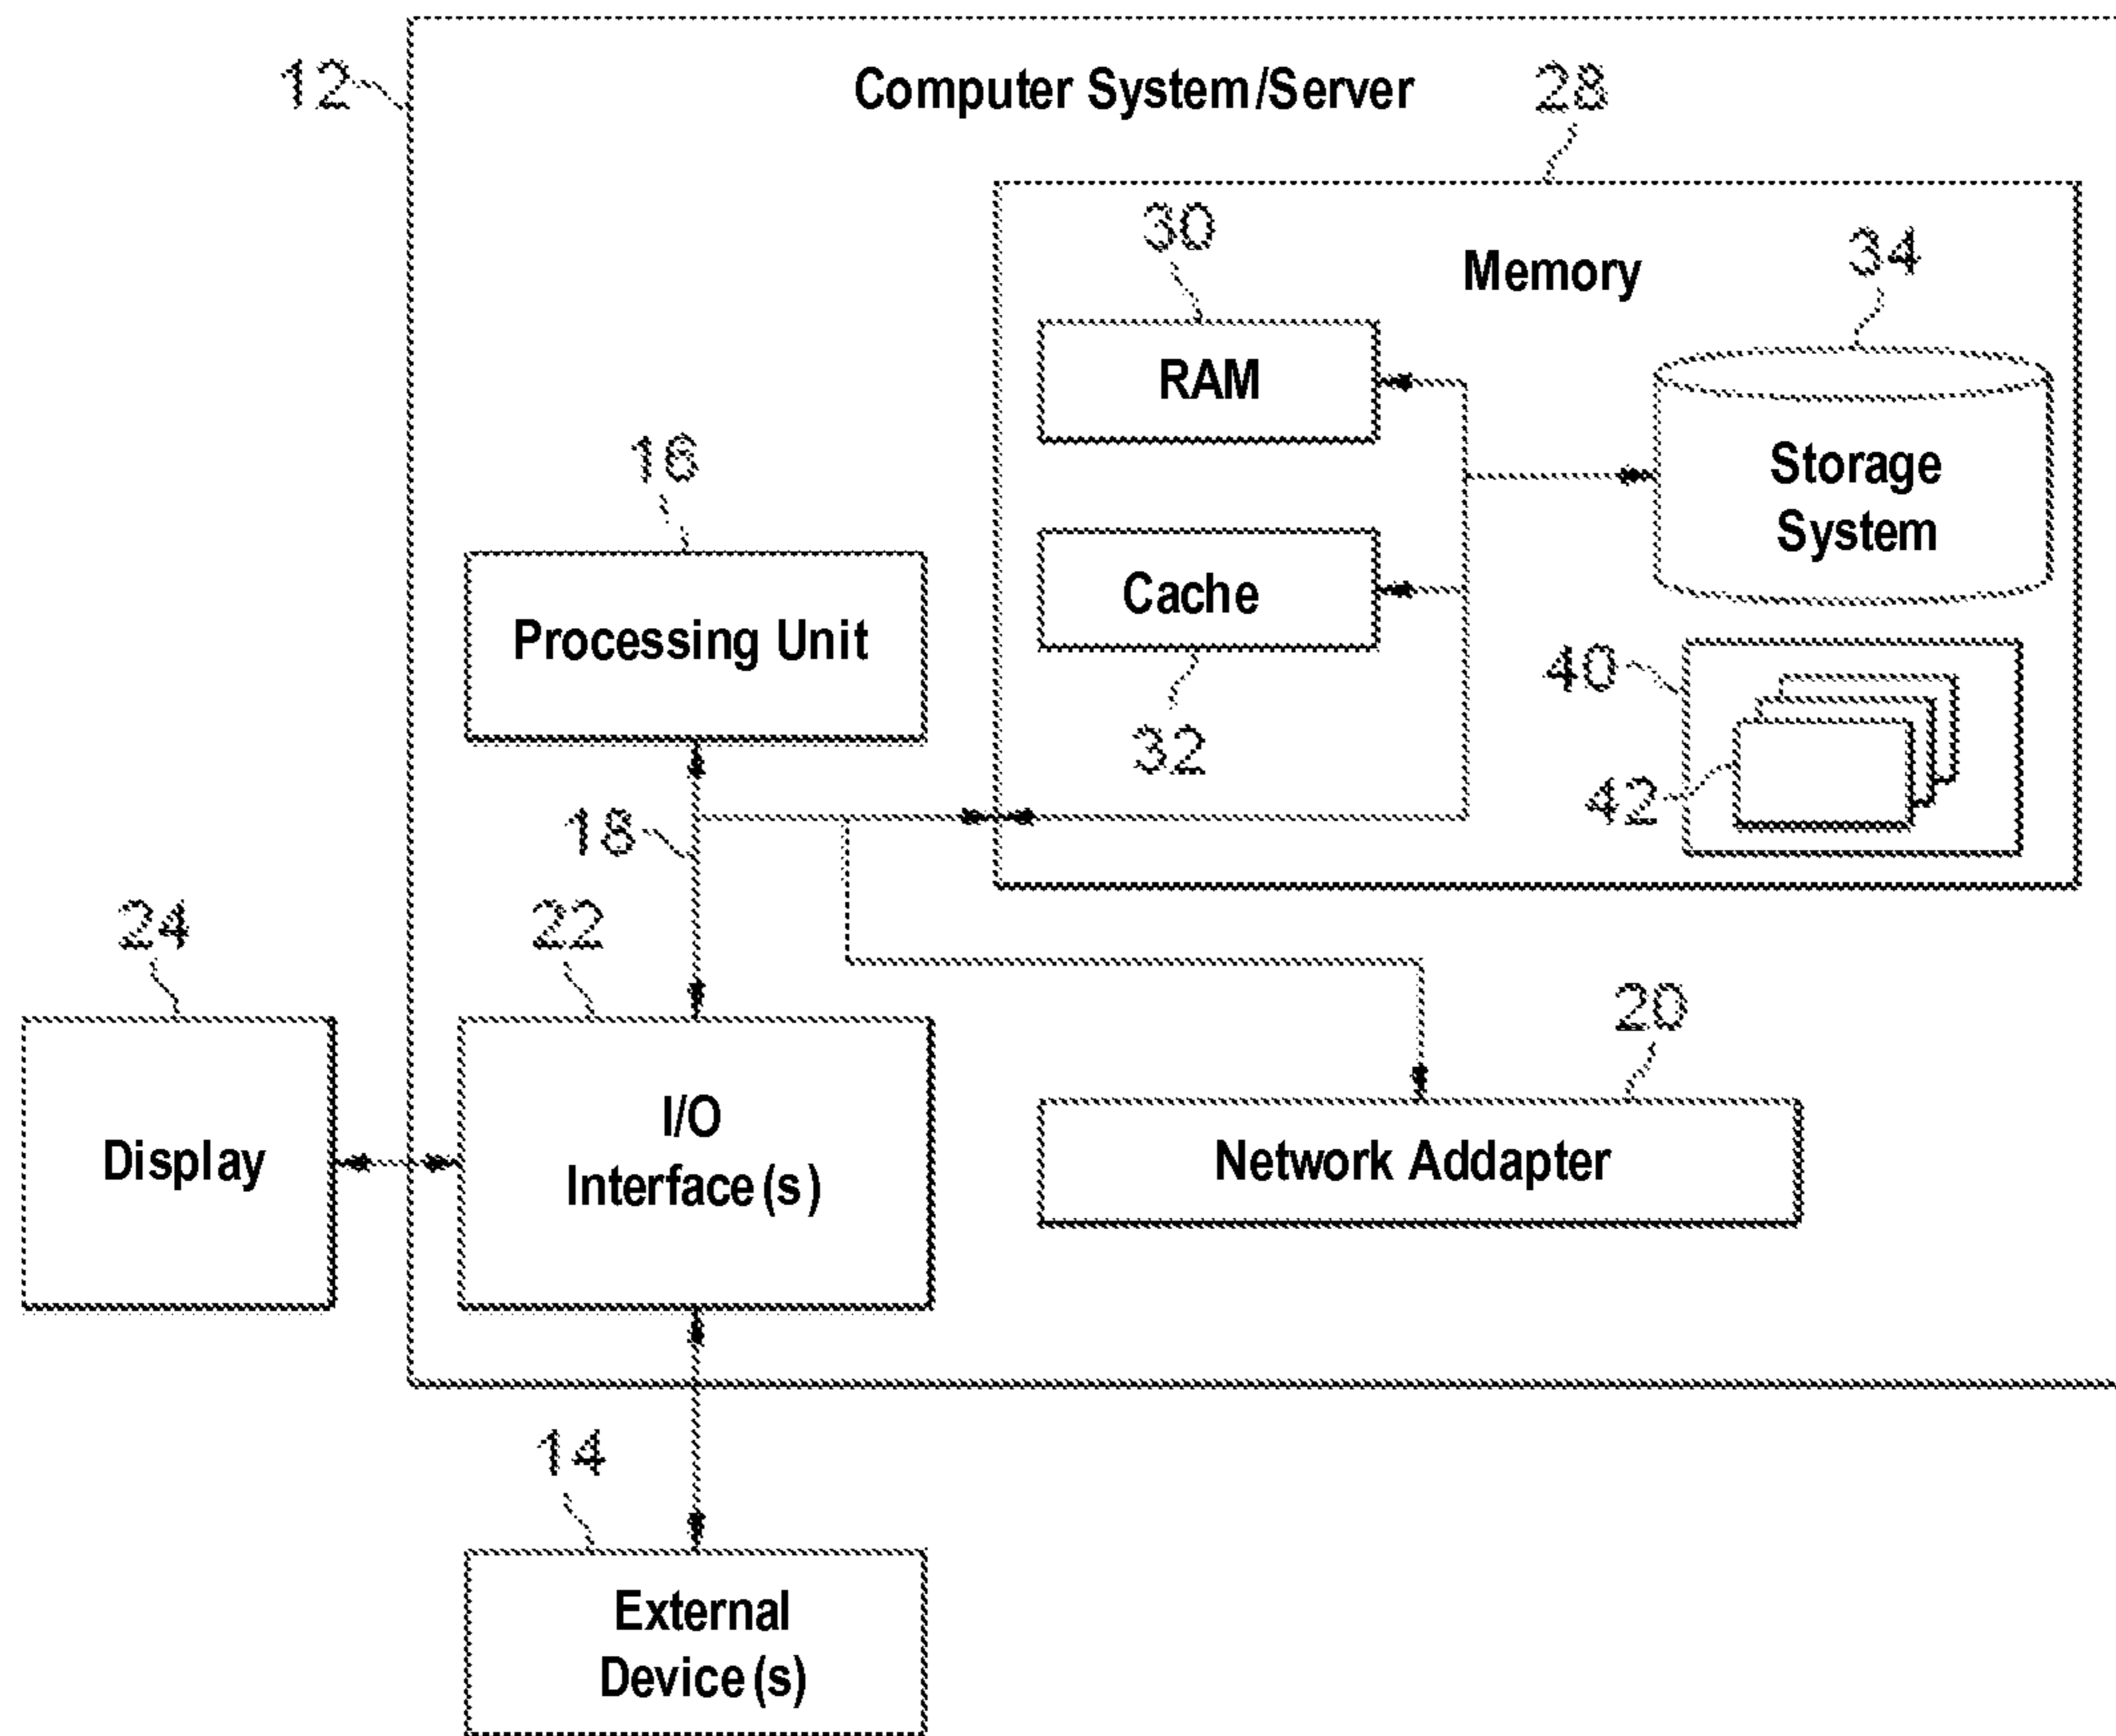 12
Computer System/Server
28
30
Memory
34
RAM
16
Storage
System
Cache
Processing Unit
40
32
42
18
24
22
20
I/O
Interface(s)
Display
Network Addapter
14
External
Device(s)